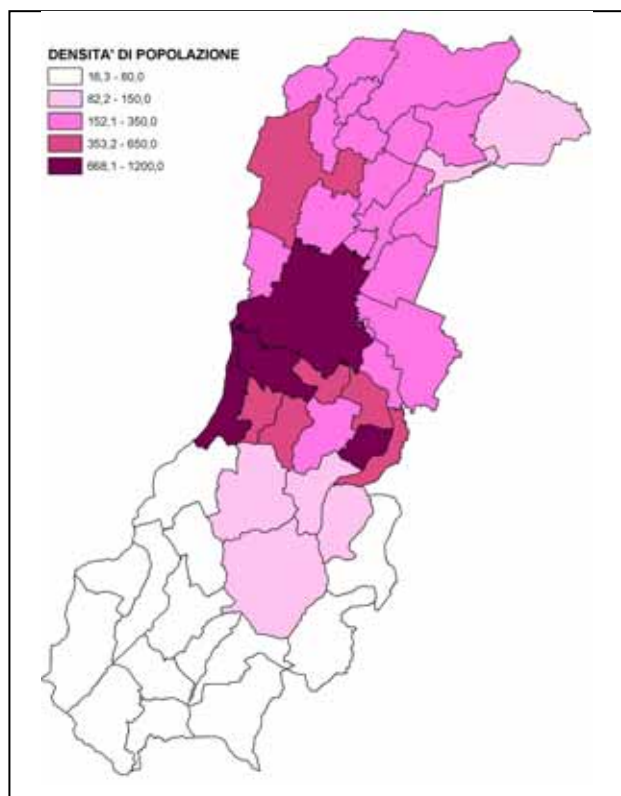 DENSITA' DI POPOLAZIONE
16,3 - 80,0
82,2 - 150,0
152,1 - 350,0
353,2 - 650,0
668,1 - 1200,0